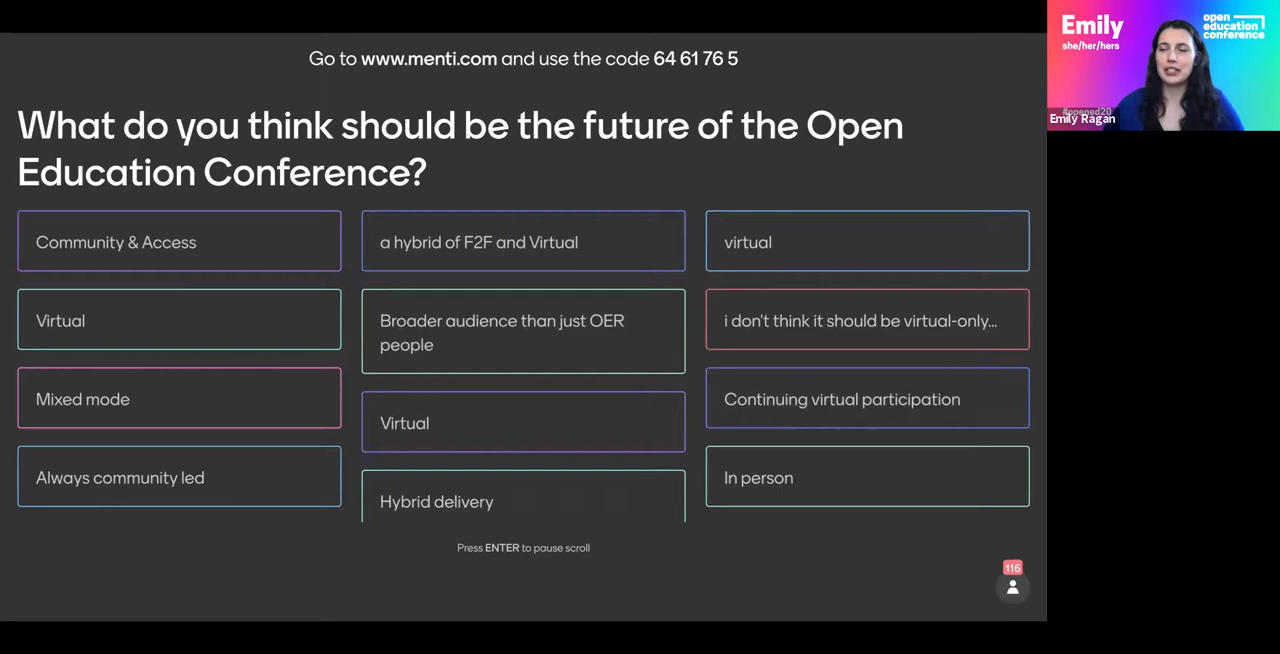 Go to www.menti.com and use the code 64 61 76 5
What do you think should be the future of the Open
Education Conference?
Community & Access
Virtual
Mixed mode
Always community led
a hybrid of F2F and Virtual
Broader audience than just OER
people
Virtual
Hybrid delivery
virtual
i don't think it should be virtual-only...
Continuing virtual participation
In person
Press ENTER to pause scroll
116
Emily
she/her/hers
open
education
conference
#opened20
Emily Ragan